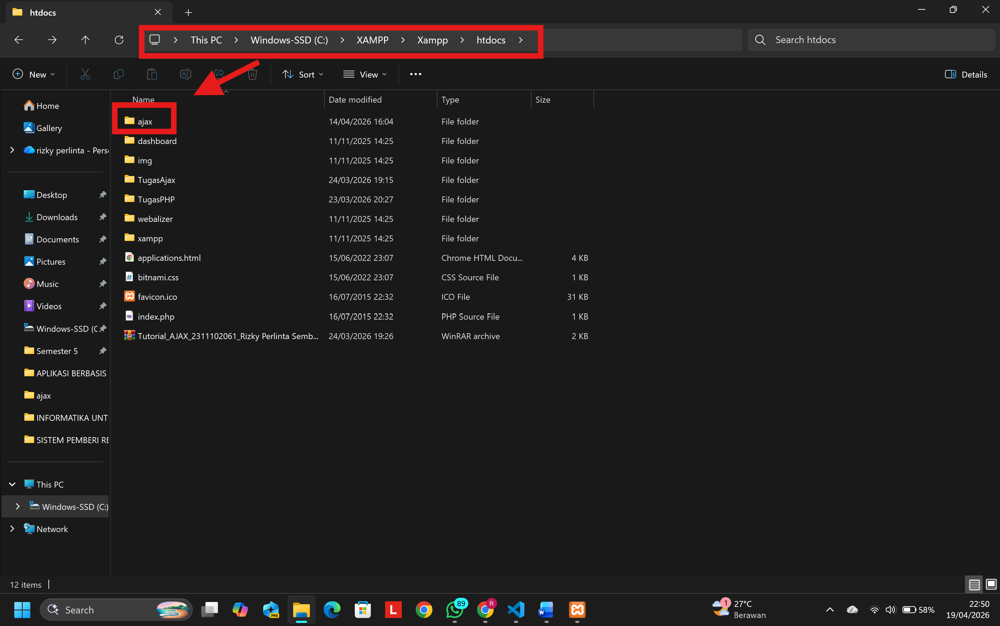 htdocs
This PC
Windows-SSD (C:)
XAMPP
Xampp
htdocs
Search htdocs
New
Sort
View
Details
Name
Date modified
Type
Size
Home
Gallery
rizky perlinta - Pers
Desktop
Downloads
Documents
Pictures
Music
Videos
Windows-SSD (C
Semester 5
APLIKASI BERBASIS
ajax
INFORMATIKA UNT
SISTEM PEMBERI RE
This PC
Windows-SSD (C:)
Network
ajax 14/04/2026 16:04 File folder
dashboard 11/11/2025 14:25 File folder
img 11/11/2025 14:25 File folder
TugasAjax 24/03/2026 19:15 File folder
TugasPHP 23/03/2026 20:27 File folder
webalizer 11/11/2025 14:25 File folder
xampp 11/11/2025 14:25 File folder
applications.html 15/06/2022 23:07 Chrome HTML Docu... 4 KB
bitnami.css 15/06/2022 23:07 CSS Source File 1 KB
favicon.ico 16/07/2015 22:32 ICO File 31 KB
index.php 16/07/2015 22:32 PHP Source File 1 KB
Tutorial_AJAX_2311102061_Rizky Perlinta Semb... 24/03/2026 19:26 WinRAR archive 2 KB
12 items
Search
PRE
L
89
R
W
1
27°C
Berawan
58%
22:50
19/04/2026